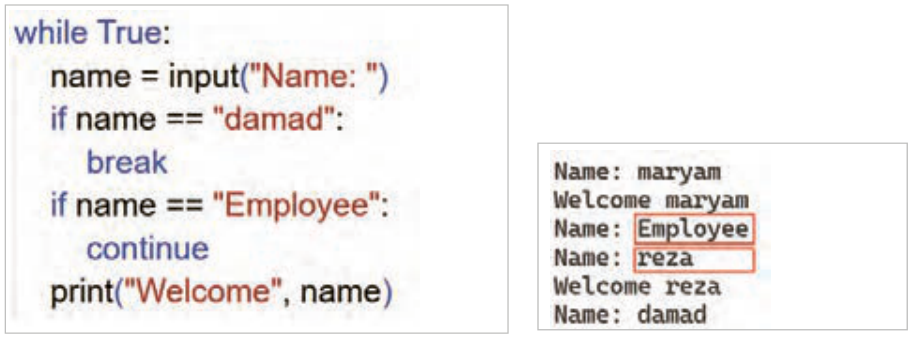 while True:
name = input("Name: ")
if name == "damad":
break
if name == "Employee":
continue
print("Welcome", name)
Name: maryam
Welcome maryam
Name: Employee
Name: reza
Welcome reza
Name: damad